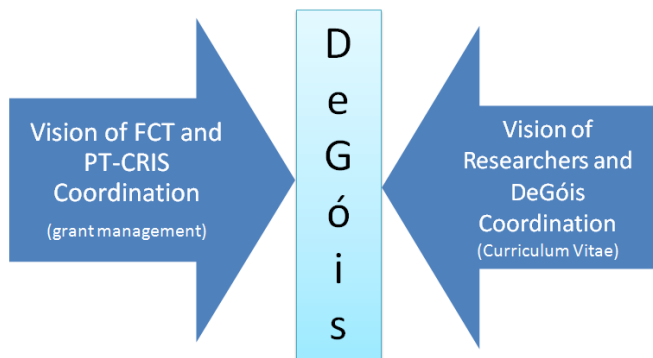 Vision of FCT and
PT-CRIS
Coordination
(grant management)
D
e
G
ó
i
s
Vision of
Researchers and
DeGóis
Coordination
(Curriculum Vitae)